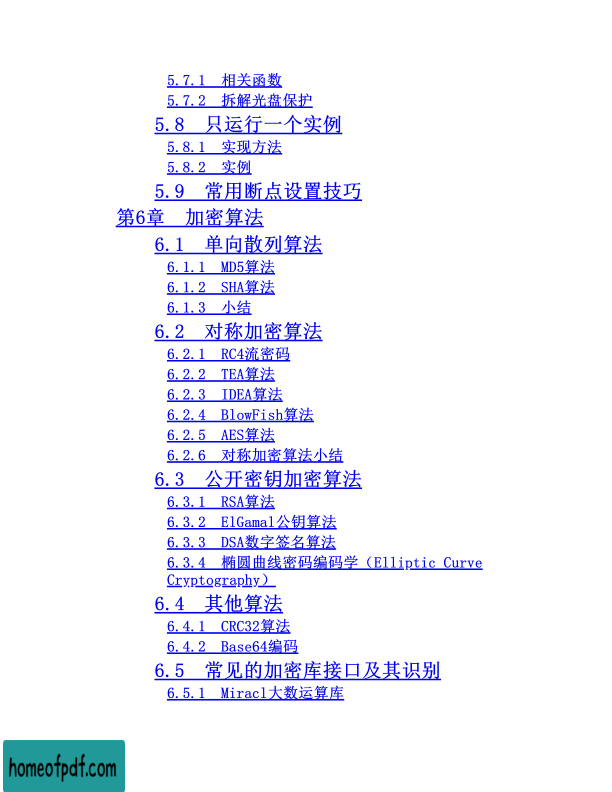 5.7.1 相关函数
5.7.2 拆解光盘保护
5.8 只运行一个实例
5.8.1 实现方法
5.8.2 实例
5.9 常用断点设置技巧
第6章 加密算法
6.1 单向散列算法
6.1.1 MD5算法
6.1.2 SHA算法
6.1.3 小结
6.2 对称加密算法
6.2.1 RC4流密码
6.2.2 TEA算法
6.2.3 IDEA算法
6.2.4 BlowFish算法
6.2.5 AES算法
6.2.6 对称加密算法小结
6.3 公开密钥加密算法
6.3.1 RSA算法
6.3.2 ElGamal公钥算法
6.3.3 DSA数字签名算法
6.3.4 椭圆曲线密码编码学（Elliptic Curve
Cryptography）
6.4 其他算法
6.4.1 CRC32算法
6.4.2 Base64编码
6.5 常见的加密库接口及其识别
6.5.1 Miracl大数运算库
homeofpdf.com